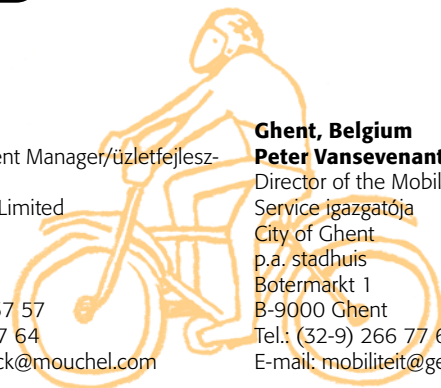 ent Manager/üzletfejlesz-
Limited
57 57
7 64
ck@mouchel.com
Ghent, Belgium
Peter Vansevenant
Director of the Mobil
Service igazgatója
City of Ghent
p.a. stadhuis
Botermarkt 1
B-9000 Ghent
Tel.: (32-9) 266 77 6
E-mail: mobiliteit@ge